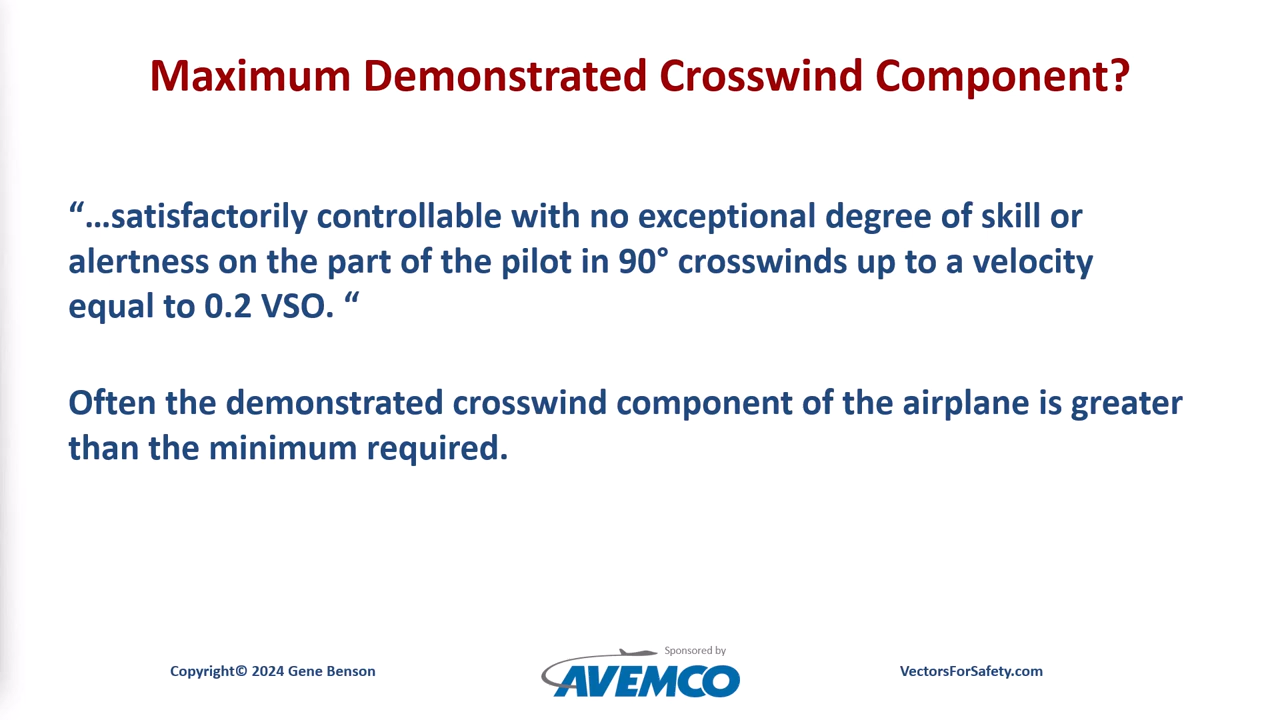 Maximum Demonstrated Crosswind Component?
“…satisfactorily controllable with no exceptional degree of skill or
alertness on the part of the pilot in 90° crosswinds up to a velocity
equal to 0.2 VSO. “
Often the demonstrated crosswind component of the airplane is greater
than the minimum required.
Copyright© 2024 Gene Benson
Sponsored by
AVEMCO
VectorsForSafety.com